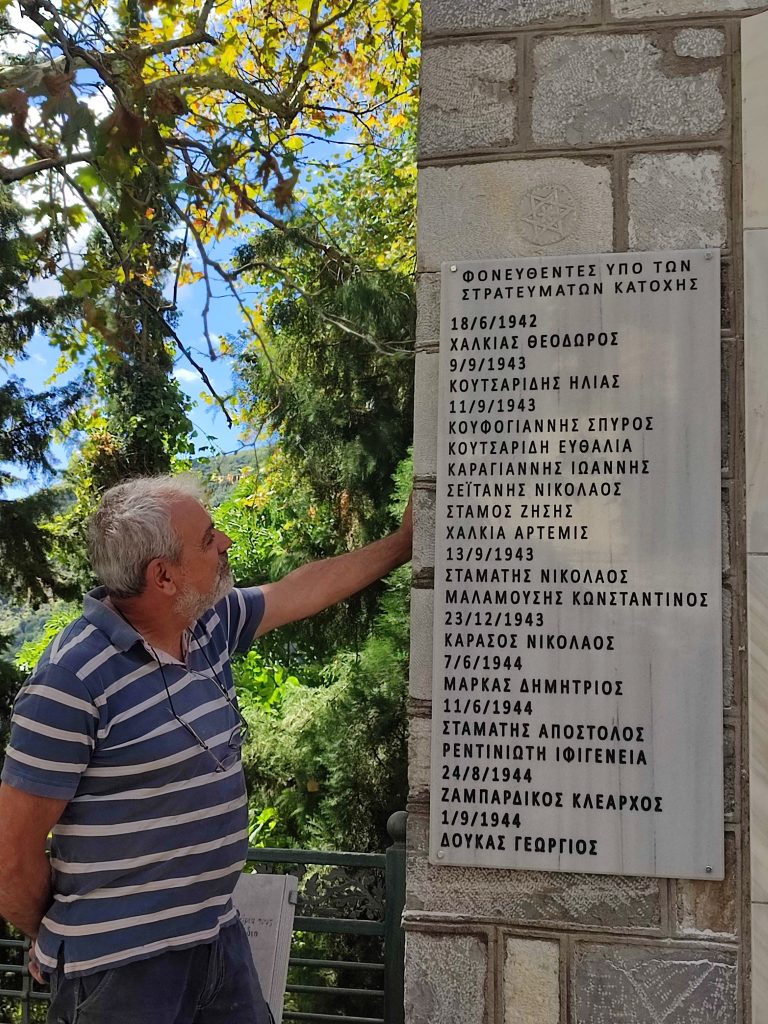 ΦΟΝΕΥΘΕΝΤΕΣ ΥΠΟ ΤΩΝ
ΣΤΡΑΤΕΥΜΑΤΩΝ ΚΑΤΟΧΗΣ
18/6/1942
ΧΑΛΚΙΑΣ ΘΕΟΔΩΡΟΣ
9/9/1943
ΚΟΥΤΣΑΡΙΔΗΣ ΗΛΙΑΣ
11/9/1943
ΚΟΥΦΟΓΙΑΝΝΗΣ ΣΠΥΡΟΣ
ΚΟΥΤΣΑΡΙΔΗ ΕΥΘΑΛΙΑ
ΚΑΡΑΓΙΑΝΝΗΣ ΙΩΑΝΝΗΣ
ΣΕΪΤΑΝΗΣ ΝΙΚΟΛΑΟΣ
ΣΤΑΜΟΣ ΖΗΣΗΣ
ΧΑΛΚΙΑ ΑΡΤΕΜΙΣ
13/9/1943
ΣΤΑΜΑΤΗΣ ΝΙΚΟΛΑΟΣ
ΜΑΛΑΜΟΥΣΗΣ ΚΩΝΣΤΑΝΤΙΝΟΣ
23/12/1943
ΚΑΡΑΣΟΣ ΝΙΚΟΛΑΟΣ
7/6/1944
ΜΑΡΚΑΣ ΔΗΜΗΤΡΙΟΣ
11/6/1944
ΣΤΑΜΑΤΗΣ ΑΠΟΣΤΟΛΟΣ
ΡΕΝΤΙΝΙΩΤΗ ΙΦΙΓΕΝΕΙΑ
24/8/1944
ΖΑΜΠΑΡΔΙΚΟΣ ΚΛΕΑΡΧΟΣ
1/9/1944
ΔΟΥΚΑΣ ΓΕΩΡΓΙΟΣ